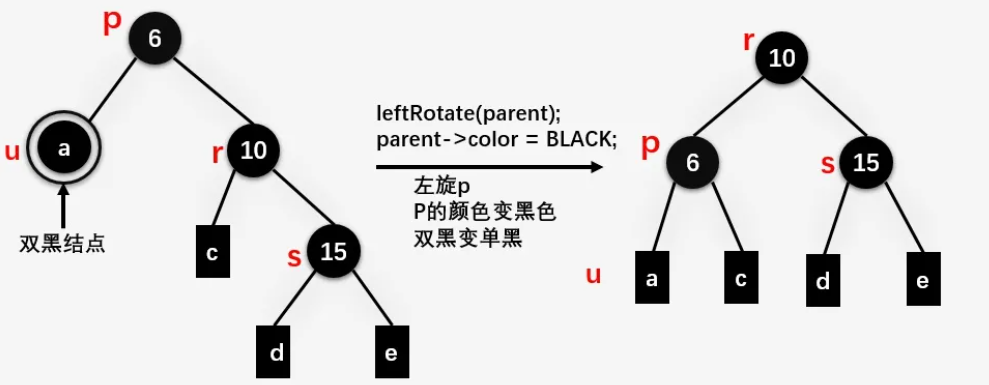 p
6
u
a
双黑结点
r
10
c
s
15
d
e
leftRotate(parent);
parent->color = BLACK;
左旋p
P的颜色变黑色
双黑变单黑
r
10
p
6
s
15
u
a
c
d
e